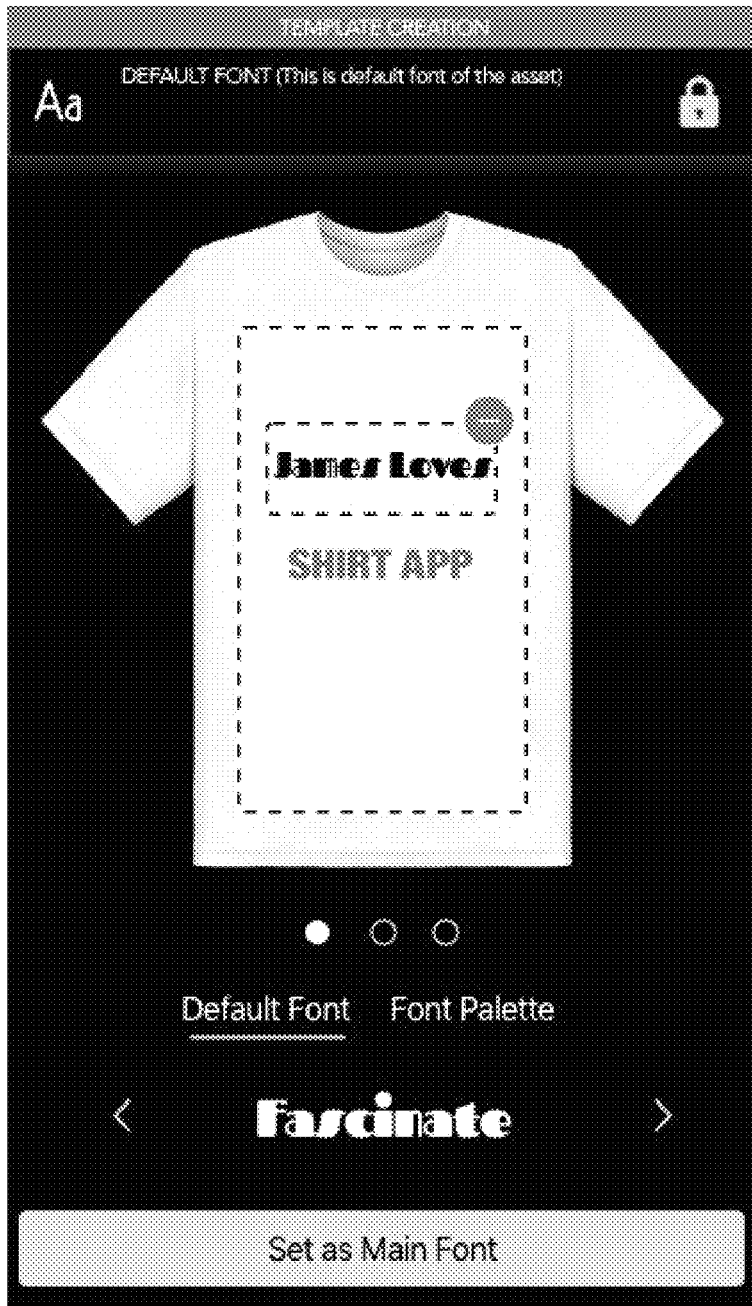 TEMPLATE CREATION
Aa
DEFAULT FONT (This is default font of the asset)
James Loves
SHIRT APP
Default Font Font Palette
Fascinate
Set as Main Font